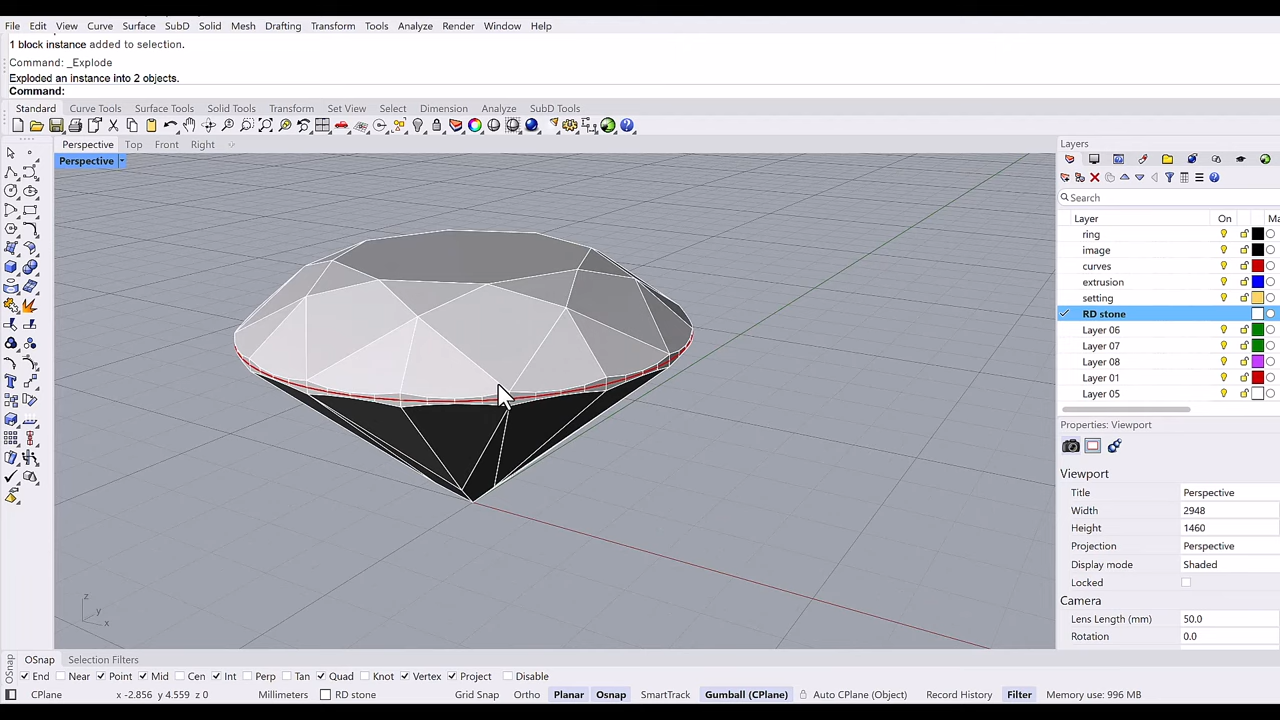 File Edit View Curve Surface SubD Solid Mesh Drafting Transform Tools Analyze Render Window Help
1 block instance added to selection.
Command: _Explode
Exploded an instance into 2 objects.
Command:
Standard Curve Tools Surface Tools Solid Tools Transform Set View Select Dimension Analyze SubD Tools
Perspective Top Front Right
Perspective
Layers
Search
Layer On Ma
ring
image
curves
extrusion
setting
RD stone
Layer 06
Layer 07
Layer 08
Layer 01
Layer 05
Properties: Viewport
Viewport
Title Perspective
Width 2948
Height 1460
Projection Perspective
Display mode Shaded
Locked
Camera
Lens Length (mm) 50.0
Rotation 0.0
z
y
x
OSnap
OSnap Selection Filters
End Near Point Mid Cen Int Perp Tan Quad Knot Vertex Project Disable
CPlane x -2.856 y 4.559 z 0 Millimeters RD stone Grid Snap Ortho Planar Osnap SmartTrack Gumball (CPlane) Auto CPlane (Object) Record History Filter Memory use: 996 MB